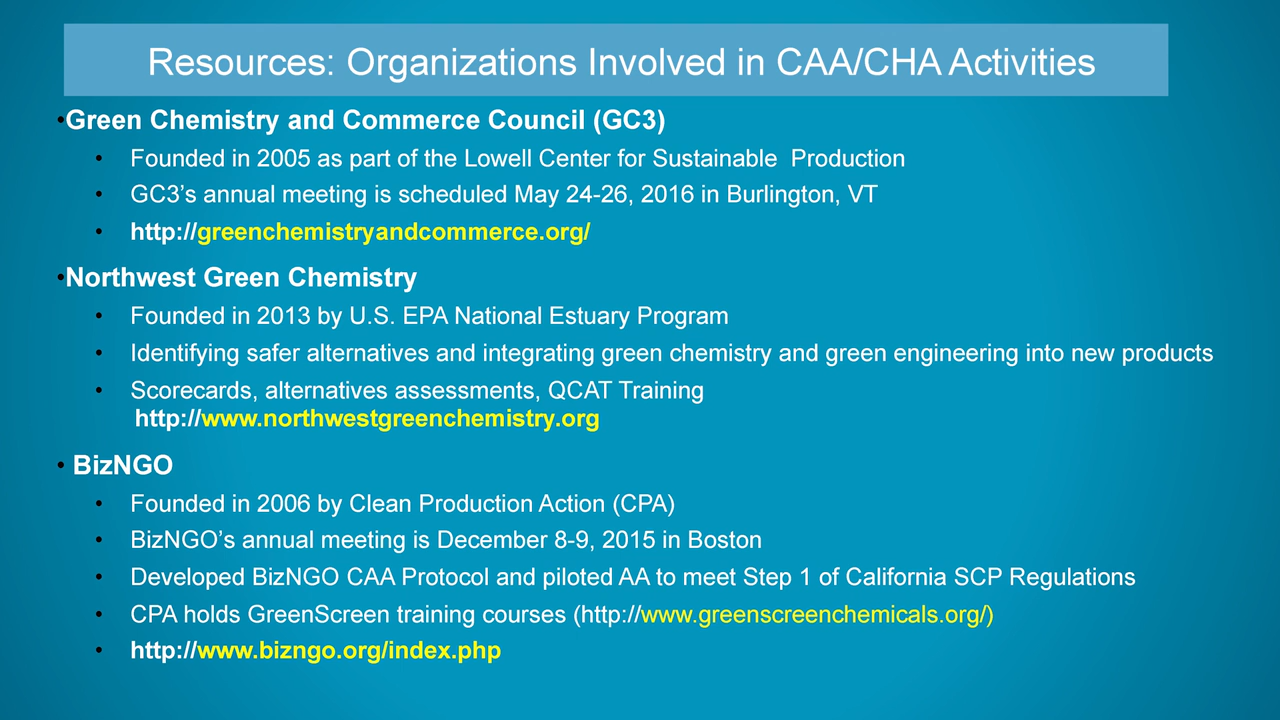 Resources: Organizations Involved in CAA/CHA Activities
•Green Chemistry and Commerce Council (GC3)
• Founded in 2005 as part of the Lowell Center for Sustainable  Production
• GC3’s annual meeting is scheduled May 24-26, 2016 in Burlington, VT
• http://greenchemistryandcommerce.org/
•Northwest Green Chemistry
• Founded in 2013 by U.S. EPA National Estuary Program
• Identifying safer alternatives and integrating green chemistry and green engineering into new products
• Scorecards, alternatives assessments, QCAT Training
http://www.northwestgreenchemistry.org
• BizNGO
• Founded in 2006 by Clean Production Action (CPA)
• BizNGO’s annual meeting is December 8-9, 2015 in Boston
• Developed BizNGO CAA Protocol and piloted AA to meet Step 1 of California SCP Regulations
• CPA holds GreenScreen training courses (http://www.greenscreenchemicals.org/)
• http://www.bizngo.org/index.php